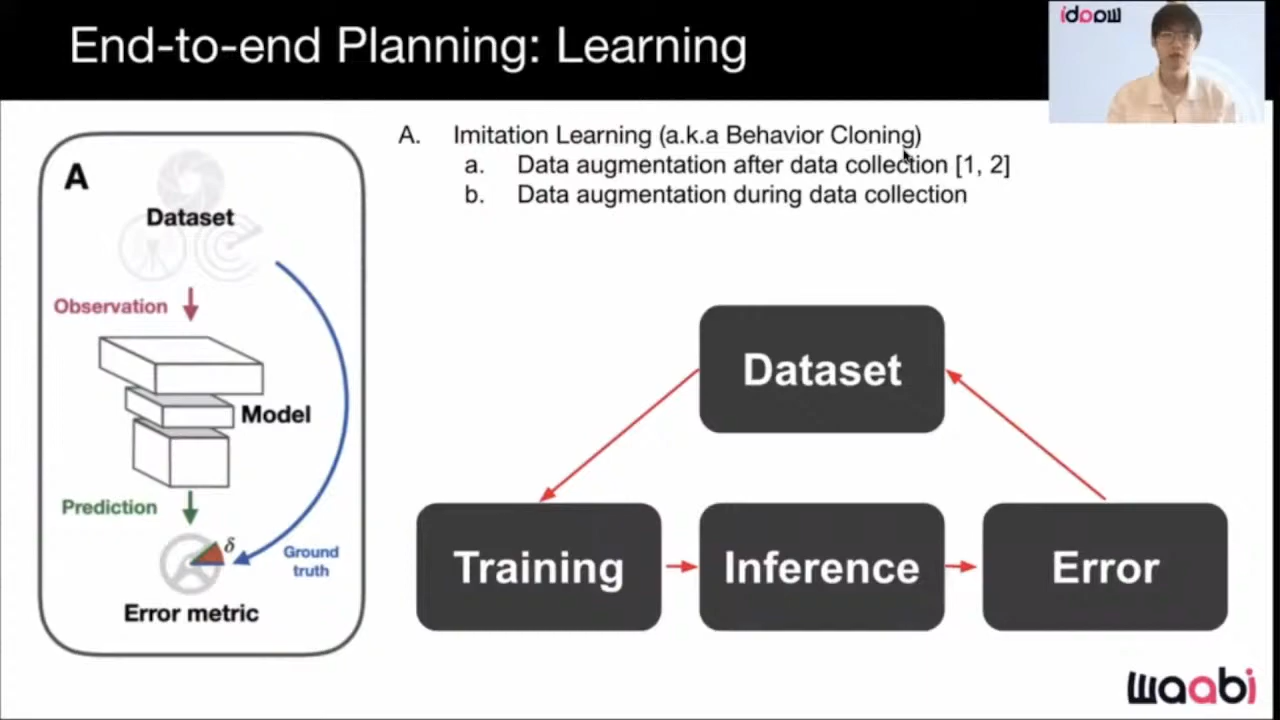 End-to-end Planning: Learning
waabi
A
Dataset
Observation
Model
Prediction
δ
Ground
truth
Error metric
A. Imitation Learning (a.k.a Behavior Cloning)
a. Data augmentation after data collection [1, 2]
b. Data augmentation during data collection
Dataset
Training
Inference
Error
waabi